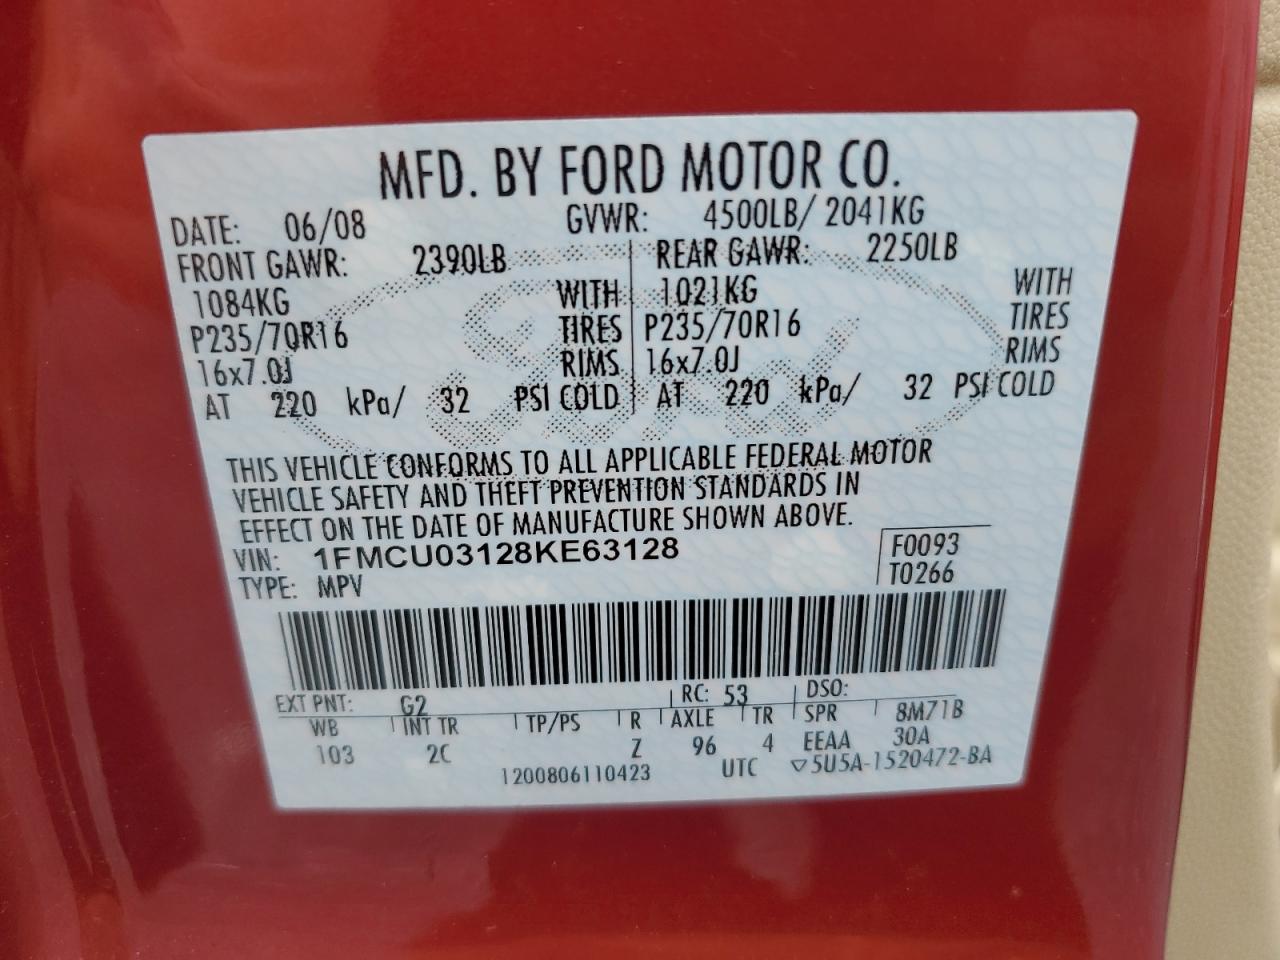 MFD. BY FORD MOTOR CO.
DATE: 06/08 GVWR: 4500LB/ 2041KG
FRONT GAWR: 2390LB REAR GAWR: 2250LB
1084KG WITH 1021KG WITH
P235/70R16 TIRES P235/70R16 TIRES
16x7.0J RIMS 16x7.0J RIMS
AT 220 kPa/ 32 PSI COLD AT 220 kPa/ 32 PSI COLD
THIS VEHICLE CONFORMS TO ALL APPLICABLE FEDERAL MOTOR
VEHICLE SAFETY AND THEFT PREVENTION STANDARDS IN
EFFECT ON THE DATE OF MANUFACTURE SHOWN ABOVE.
VIN: 1FMCU03128KE63128 F0093
TYPE: MPV T0266
EXT PNT: G2 RC: 53 DSO:
WB INT TR TP/PS R AXLE TR SPR 8M71B
103 2C Z 96 4 EEAA 30A
1200806110423 UTC ▽5U5A-1520472-BA
Ford